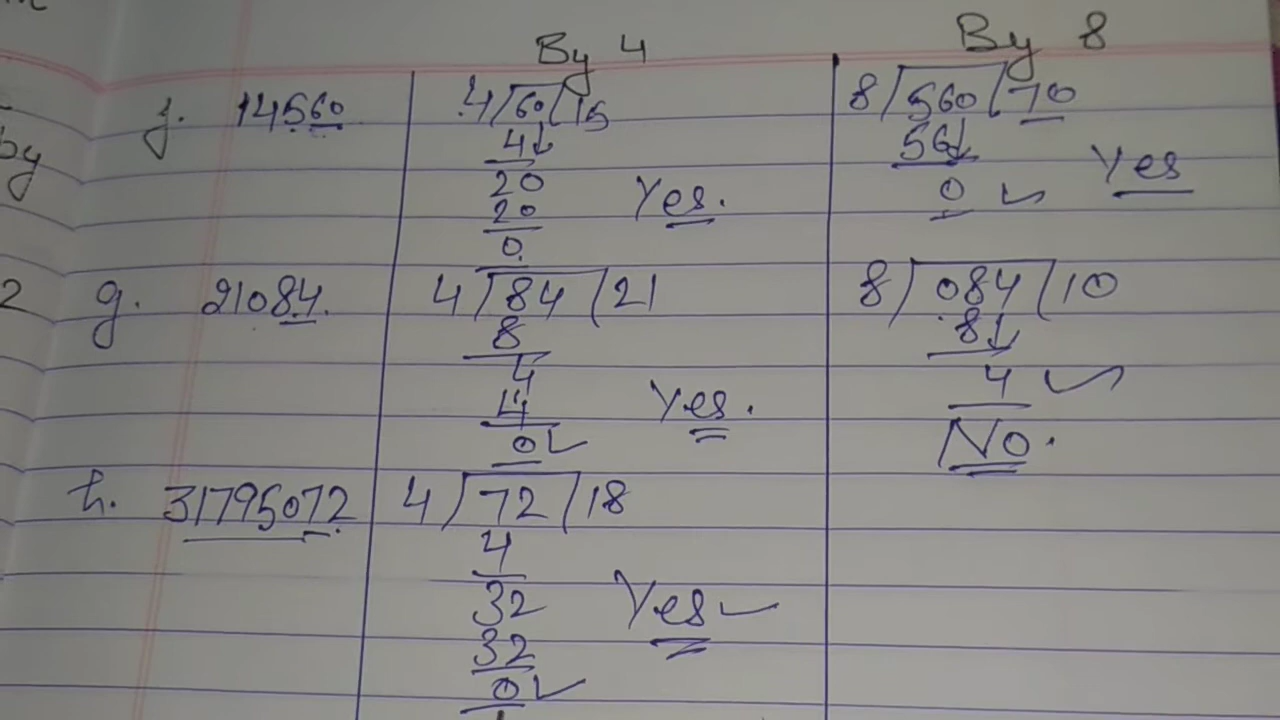 By 4 By 8
by
f. 14560 4)60(15 8)560(70
4↓ 56↓
20 Yes. 0 Yes
20
0
2 g. 21084. 4)84(21 8)084(10
8 8↓
4 4
4 Yes. No.
0
h. 31795072 4)72(18
4
32 Yes
32
0